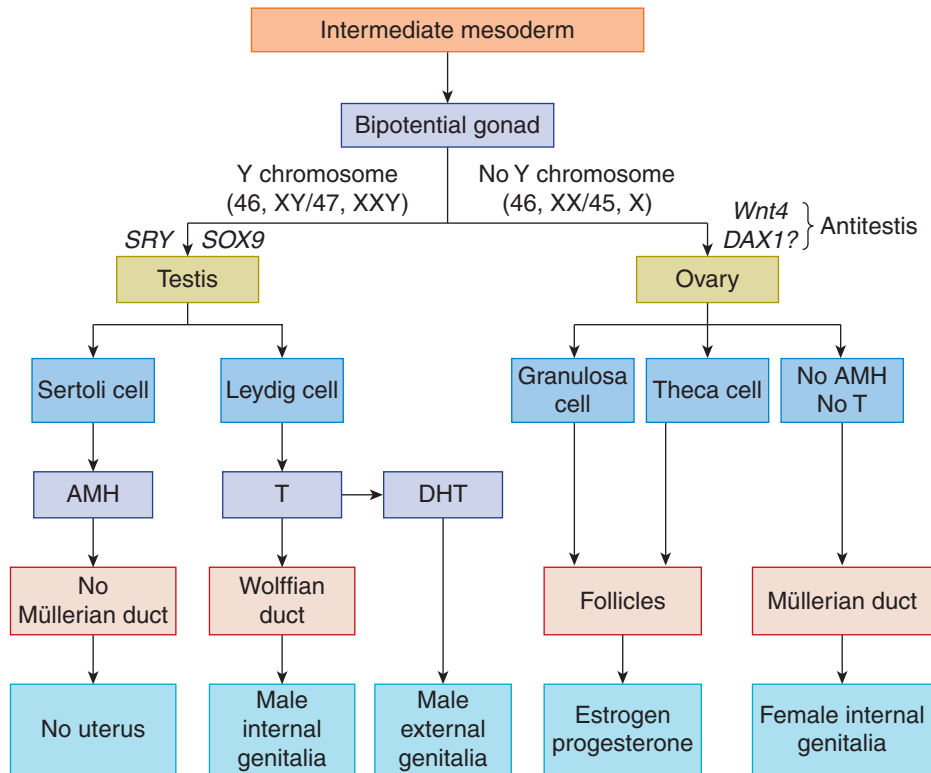 Intermediate mesoderm
Bipotential gonad
Y chromosome
(46, XY/47, XXY)
No Y chromosome
(46, XX/45, X)
SRY SOX9
Wnt4
DAX1?
Antitestis
Testis
Ovary
Sertoli cell
Leydig cell
Granulosa
cell
Theca cell
No AMH
No T
AMH
T
DHT
No
Müllerian duct
Wolffian
duct
Follicles
Müllerian duct
No uterus
Male
internal
genitalia
Male
external
genitalia
Estrogen
progesterone
Female internal
genitalia